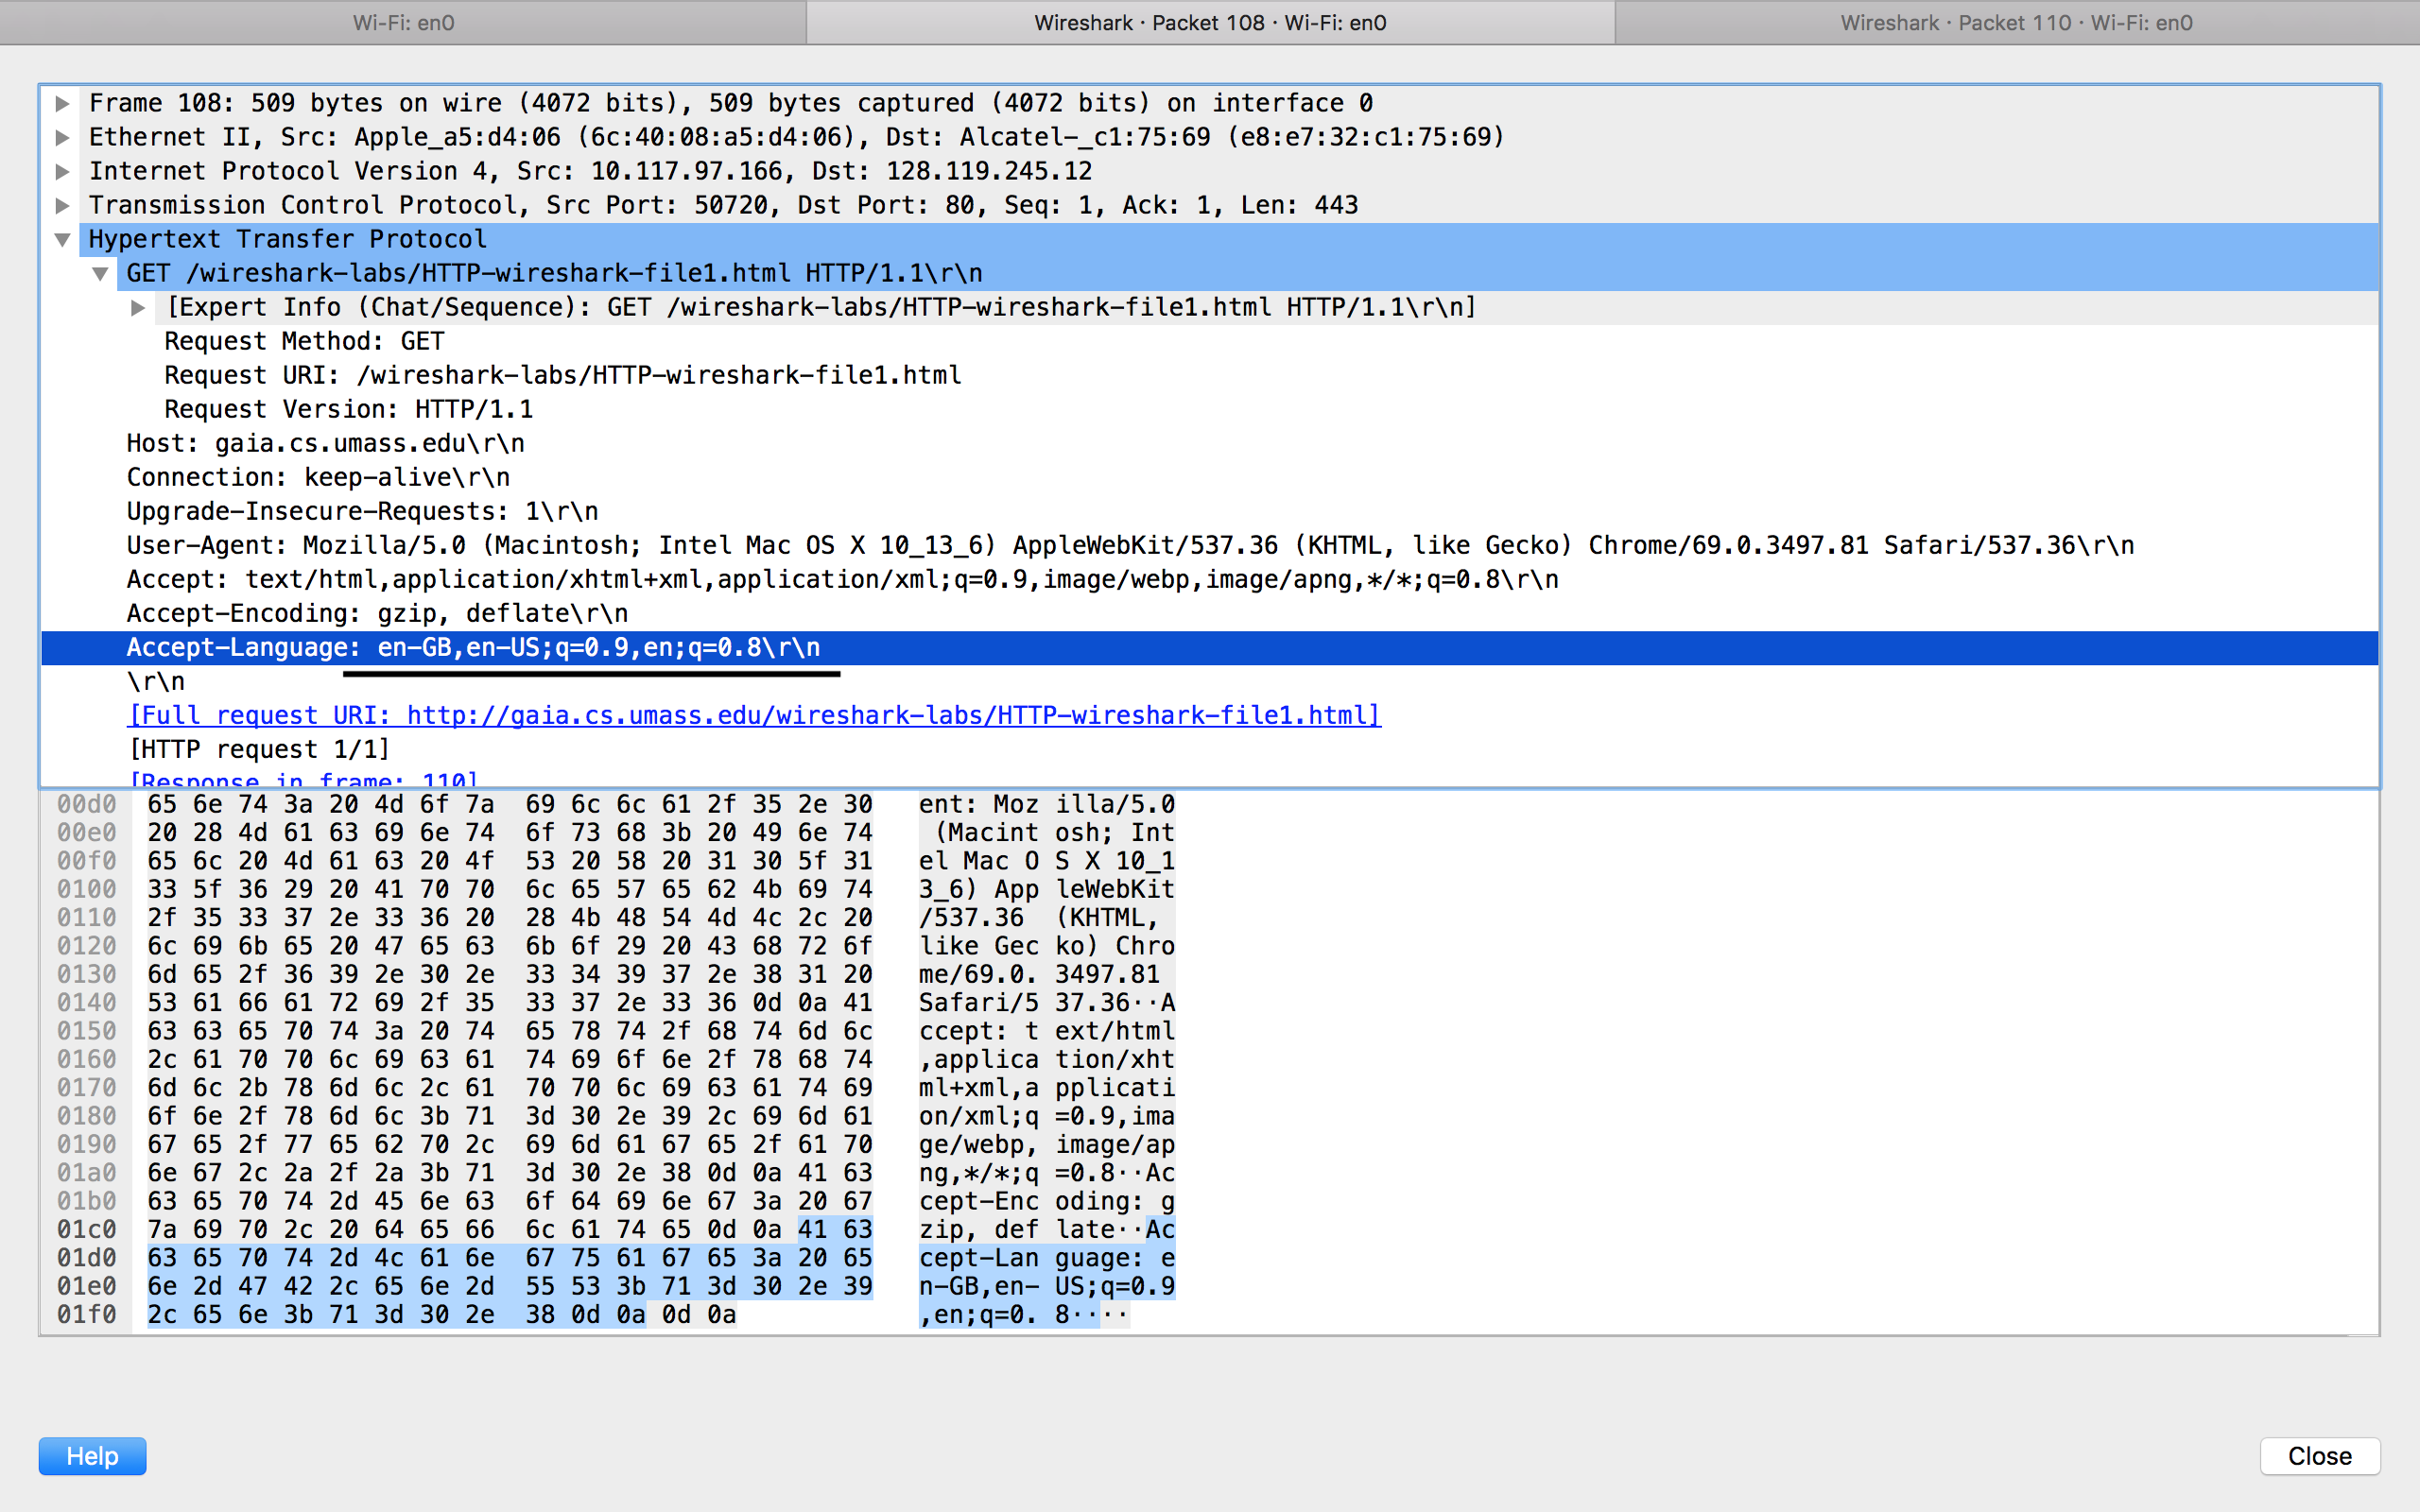 Wi-Fi: en0
Wireshark · Packet 108 · Wi-Fi: en0
Wireshark · Packet 110 · Wi-Fi: en0
Frame 108: 509 bytes on wire (4072 bits), 509 bytes captured (4072 bits) on interface 0
Ethernet II, Src: Apple_a5:d4:06 (6c:40:08:a5:d4:06), Dst: Alcatel-_c1:75:69 (e8:e7:32:c1:75:69)
Internet Protocol Version 4, Src: 10.117.97.166, Dst: 128.119.245.12
Transmission Control Protocol, Src Port: 50720, Dst Port: 80, Seq: 1, Ack: 1, Len: 443
Hypertext Transfer Protocol
GET /wireshark-labs/HTTP-wireshark-file1.html HTTP/1.1\r\n
[Expert Info (Chat/Sequence): GET /wireshark-labs/HTTP-wireshark-file1.html HTTP/1.1\r\n]
Request Method: GET
Request URI: /wireshark-labs/HTTP-wireshark-file1.html
Request Version: HTTP/1.1
Host: gaia.cs.umass.edu\r\n
Connection: keep-alive\r\n
Upgrade-Insecure-Requests: 1\r\n
User-Agent: Mozilla/5.0 (Macintosh; Intel Mac OS X 10_13_6) AppleWebKit/537.36 (KHTML, like Gecko) Chrome/69.0.3497.81 Safari/537.36\r\n
Accept: text/html,application/xhtml+xml,application/xml;q=0.9,image/webp,image/apng,*/*;q=0.8\r\n
Accept-Encoding: gzip, deflate\r\n
Accept-Language: en-GB,en-US;q=0.9,en;q=0.8\r\n
\r\n
[Full request URI: http://gaia.cs.umass.edu/wireshark-labs/HTTP-wireshark-file1.html]
[HTTP request 1/1]
[Response in frame: 110]
00d0 65 6e 74 3a 20 4d 6f 7a 69 6c 6c 61 2f 35 2e 30 ent: Moz illa/5.0
00e0 20 28 4d 61 63 69 6e 74 6f 73 68 3b 20 49 6e 74 (Macint osh; Int
00f0 65 6c 20 4d 61 63 20 4f 53 20 58 20 31 30 5f 31 el Mac O S X 10_1
0100 33 5f 36 29 20 41 70 70 6c 65 57 65 62 4b 69 74 3_6) App leWebKit
0110 2f 35 33 37 2e 33 36 20 28 4b 48 54 4d 4c 2c 20 /537.36 (KHTML,
0120 6c 69 6b 65 20 47 65 63 6b 6f 29 20 43 68 72 6f like Gec ko) Chro
0130 6d 65 2f 36 39 2e 30 2e 33 34 39 37 2e 38 31 20 me/69.0. 3497.81
0140 53 61 66 61 72 69 2f 35 33 37 2e 33 36 0d 0a 41 Safari/5 37.36··A
0150 63 63 65 70 74 3a 20 74 65 78 74 2f 68 74 6d 6c ccept: t ext/html
0160 2c 61 70 70 6c 69 63 61 74 69 6f 6e 2f 78 68 74 ,applica tion/xht
0170 6d 6c 2b 78 6d 6c 2c 61 70 70 6c 69 63 61 74 69 ml+xml,a pplicati
0180 6f 6e 2f 78 6d 6c 3b 71 3d 30 2e 39 2c 69 6d 61 on/xml;q =0.9,ima
0190 67 65 2f 77 65 62 70 2c 69 6d 61 67 65 2f 61 70 ge/webp, image/ap
01a0 6e 67 2c 2a 2f 2a 3b 71 3d 30 2e 38 0d 0a 41 63 ng,*/*;q =0.8··Ac
01b0 63 65 70 74 2d 45 6e 63 6f 64 69 6e 67 3a 20 67 cept-Enc oding: g
01c0 7a 69 70 2c 20 64 65 66 6c 61 74 65 0d 0a 41 63 zip, def late··Ac
01d0 63 65 70 74 2d 4c 61 6e 67 75 61 67 65 3a 20 65 cept-Lan guage: e
01e0 6e 2d 47 42 2c 65 6e 2d 55 53 3b 71 3d 30 2e 39 n-GB,en- US;q=0.9
01f0 2c 65 6e 3b 71 3d 30 2e 38 0d 0a 0d 0a ,en;q=0. 8····
Help
Close